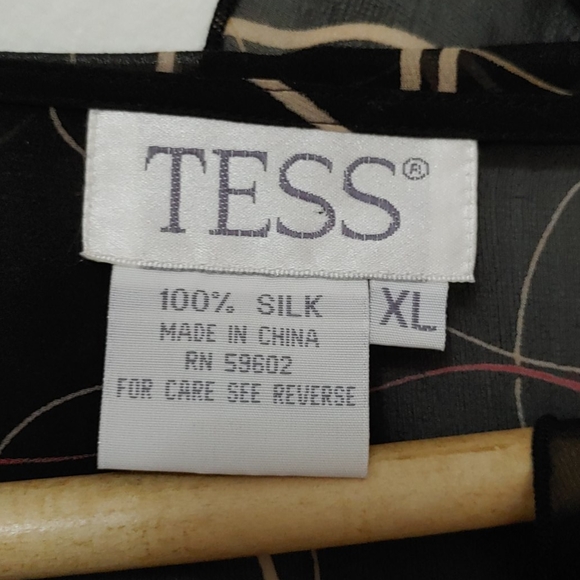 TESS®
XL
100% SILK
MADE IN CHINA
RN 59602
FOR CARE SEE REVERSE